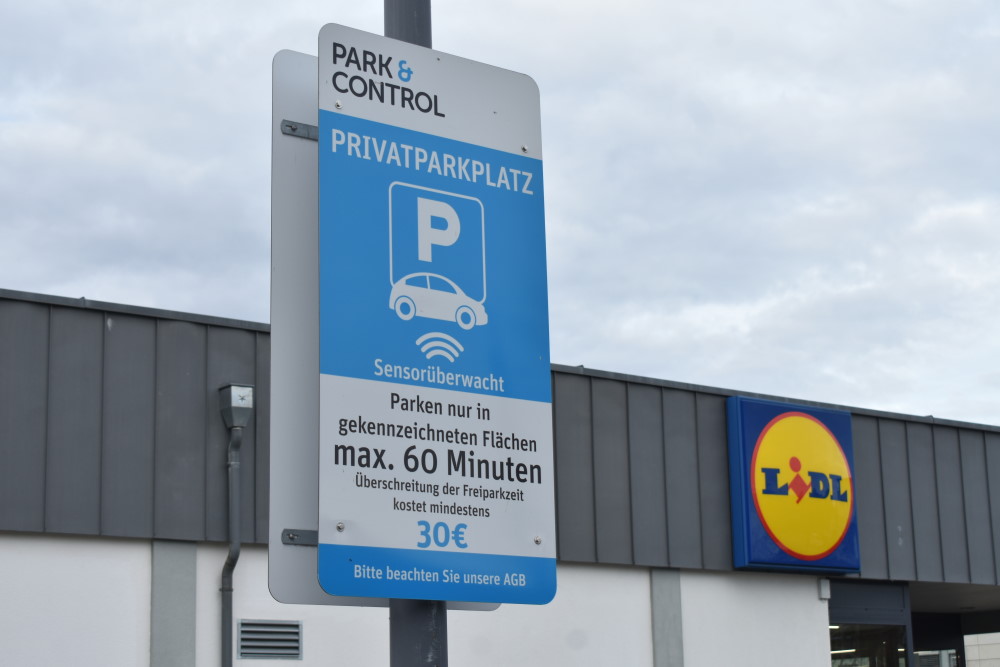 PARK &
CONTROL
PRIVATPARKPLATZ
P
Sensorüberwacht
Parken nur in
gekennzeichneten Flächen
max. 60 Minuten
Überschreitung der Freiparkzeit
kostet mindestens
30€
Bitte beachten Sie unsere AGB
LiDL